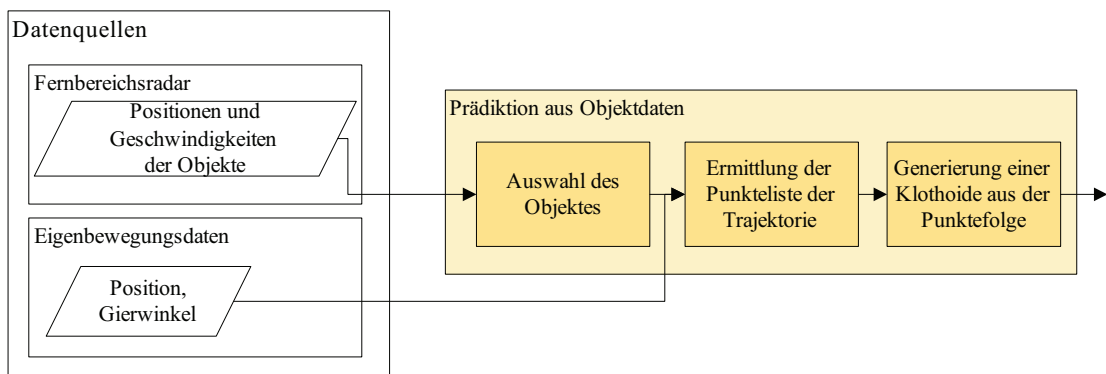 Datenquellen
Fernbereichsradar
Positionen und
Geschwindigkeiten
der Objekte
Eigenbewegungsdaten
Position,
Gierwinkel
Prädiktion aus Objektdaten
Auswahl des
Objektes
Ermittlung der
Punkteliste der
Trajektorie
Generierung einer
Klothoide aus der
Punktefolge